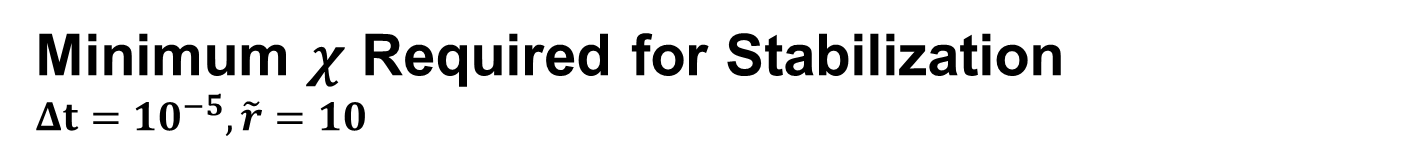 Minimum χ Required for Stabilization
Δt = 10⁻⁵, r̃ = 10